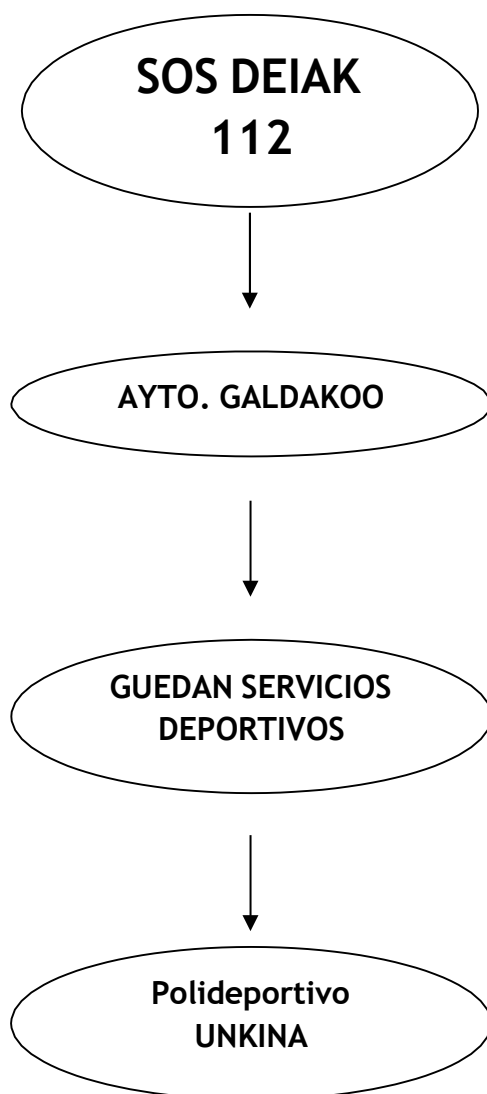 SOS DEIAK
112
AYTO. GALDAKOO
GUEDAN SERVICIOS
DEPORTIVOS
Polideportivo
UNKINA